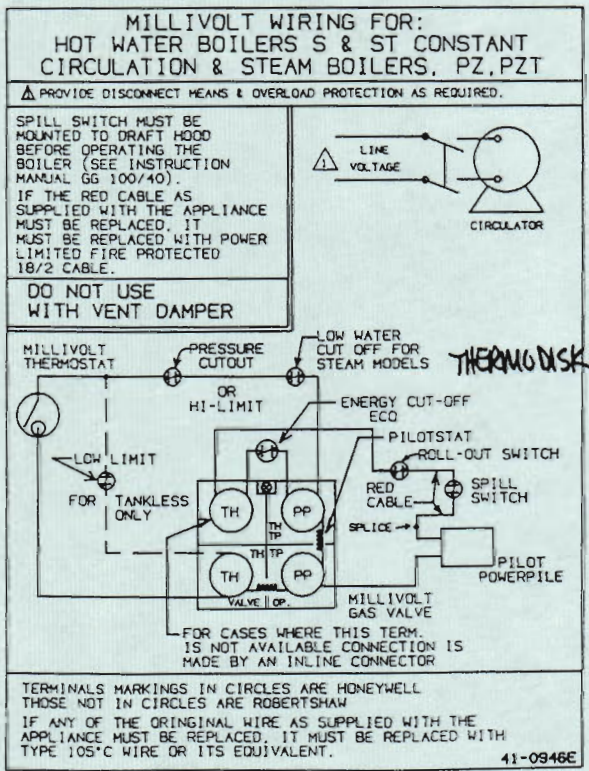 MILLIVOLT WIRING FOR:
HOT WATER BOILERS S & ST CONSTANT
CIRCULATION & STEAM BOILERS, PZ,PZT
1 PROVIDE DISCONNECT MEANS & OVERLOAD PROTECTION AS REQUIRED.
SPILL SWITCH MUST BE
MOUNTED TO DRAFT HOOD
BEFORE OPERATING THE
BOILER (SEE INSTRUCTION
MANUAL GG 100/40).
IF THE RED CABLE AS
SUPPLIED WITH THE APPLIANCE
MUST BE REPLACED, IT
MUST BE REPLACED WITH POWER
LIMITED FIRE PROTECTED
18/2 CABLE.
DO NOT USE
WITH VENT DAMPER
1
LINE
VOLTAGE
CIRCULATOR
MILLIVOLT
THERMOSTAT
PRESSURE
CUTOUT
OR
HI-LIMIT
LOW WATER
CUT OFF FOR
STEAM MODELS
THERMODISK
ENERGY CUT-OFF
ECO
PILOTSTAT
ROLL-OUT SWITCH
LOW LIMIT
FOR TANKLESS
ONLY
RED
CABLE
SPILL
SWITCH
SPLICE
TH
PP
TH
TP
TH TP
TH
PP
VALVE OP.
PILOT
POWERPILE
MILLIVOLT
GAS VALVE
FOR CASES WHERE THIS TERM.
IS NOT AVAILABLE CONNECTION IS
MADE BY AN INLINE CONNECTOR
TERMINALS MARKINGS IN CIRCLES ARE HONEYWELL
THOSE NOT IN CIRCLES ARE ROBERTSHAW
IF ANY OF THE ORINGINAL WIRE AS SUPPLIED WITH THE
APPLIANCE MUST BE REPLACED, IT MUST BE REPLACED WITH
TYPE 105°C WIRE OR ITS EQUIVALENT.
41-0946E